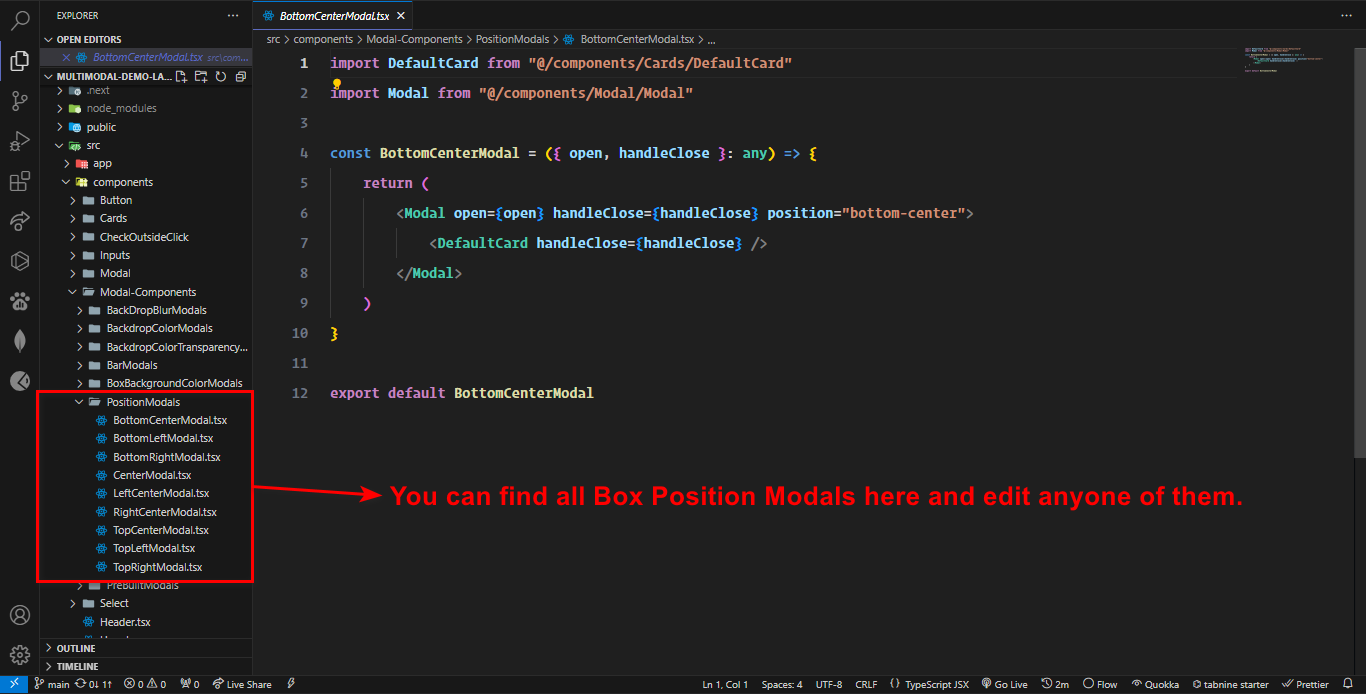 EXPLORER
BottomCenterModal.tsx
src > components > Modal-Components > PositionModals > BottomCenterModal.tsx > ...
OPEN EDITORS
BottomCenterModal.tsx src\com...
MULTIMODAL-DEMO-LA...
.next
node_modules
public
src
app
components
Button
Cards
CheckOutsideClick
Inputs
Modal
Modal-Components
BackDropBlurModals
BackdropColorModals
BackdropColorTransparency...
BarModals
BoxBackgroundColorModals
PositionModals
BottomCenterModal.tsx
BottomLeftModal.tsx
BottomRightModal.tsx
CenterModal.tsx
LeftCenterModal.tsx
RightCenterModal.tsx
TopCenterModal.tsx
TopLeftModal.tsx
TopRightModal.tsx
PreBuiltModals
Select
Header.tsx
OUTLINE
TIMELINE
1 import DefaultCard from "@/components/Cards/DefaultCard"
2 import Modal from "@/components/Modal/Modal"
3
4 const BottomCenterModal = ({ open, handleClose }: any) => {
5 return (
6 <Modal open={open} handleClose={handleClose} position="bottom-center">
7 <DefaultCard handleClose={handleClose} />
8 </Modal>
9 )
10 }
11
12 export default BottomCenterModal
You can find all Box Position Modals here and edit anyone of them.
main 0↓ 1↑ 0 0 0 Live Share Ln 1, Col 1 Spaces: 4 UTF-8 CRLF {} TypeScript JSX Go Live 2m Flow Quokka tabnine starter Prettier